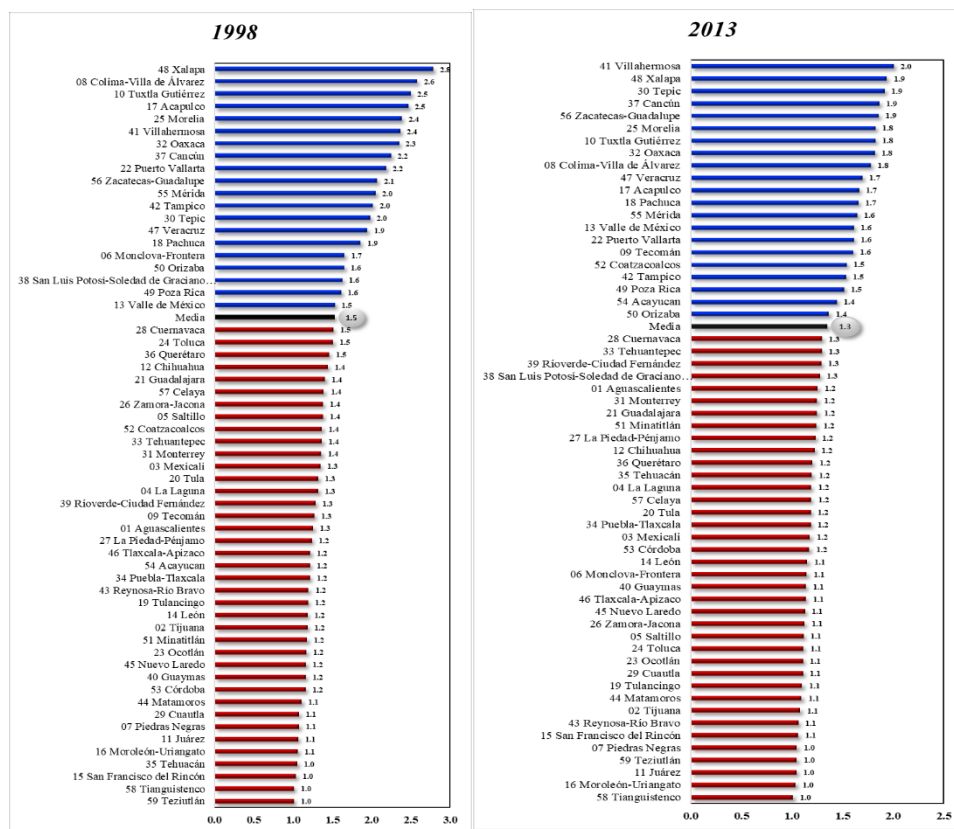 1998
48 Xalapa 2.8
08 Colima-Villa de Álvarez 2.6
10 Tuxtla Gutiérrez 2.5
17 Acapulco 2.5
25 Morelia 2.4
41 Villahermosa 2.4
32 Oaxaca 2.3
37 Cancún 2.2
22 Puerto Vallarta 2.2
56 Zacatecas-Guadalupe 2.1
55 Mérida 2.0
42 Tampico 2.0
30 Tepic 2.0
47 Veracruz 1.9
18 Pachuca 1.9
06 Monclova-Frontera 1.7
50 Orizaba 1.6
38 San Luis Potosi-Soledad de Graciano... 1.6
49 Poza Rica 1.6
13 Valle de México 1.5
Media 1.5
28 Cuernavaca 1.5
24 Toluca 1.5
36 Querétaro 1.5
12 Chihuahua 1.4
21 Guadalajara 1.4
57 Celaya 1.4
26 Zamora-Jacona 1.4
05 Saltillo 1.4
52 Coatzacoalcos 1.4
33 Tehuantepec 1.4
31 Monterrey 1.4
03 Mexicali 1.3
20 Tula 1.3
04 La Laguna 1.3
39 Ríoverde-Ciudad Fernández 1.3
09 Tecomán 1.3
01 Aguascalientes 1.3
27 La Piedad-Pénjamo 1.2
46 Tlaxcala-Apizaco 1.2
54 Acayucan 1.2
34 Puebla-Tlaxcala 1.2
43 Reynosa-Río Bravo 1.2
19 Tulancingo 1.2
14 León 1.2
02 Tijuana 1.2
51 Minatitlán 1.2
23 Ocotlán 1.2
45 Nuevo Laredo 1.2
40 Guaymas 1.2
53 Córdoba 1.2
44 Matamoros 1.1
29 Cuautla 1.1
07 Piedras Negras 1.1
11 Juárez 1.1
16 Moroleón-Uriangato 1.1
35 Tehuacán 1.0
15 San Francisco del Rincón 1.0
58 Tianguistenco 1.0
59 Teziutlán 1.0
0.0 0.5 1.0 1.5 2.0 2.5 3.0
2013
41 Villahermosa 2.0
48 Xalapa 1.9
30 Tepic 1.9
37 Cancún 1.9
56 Zacatecas-Guadalupe 1.9
25 Morelia 1.8
10 Tuxtla Gutiérrez 1.8
32 Oaxaca 1.8
08 Colima-Villa de Álvarez 1.8
47 Veracruz 1.7
17 Acapulco 1.7
18 Pachuca 1.7
55 Mérida 1.6
13 Valle de México 1.6
22 Puerto Vallarta 1.6
09 Tecomán 1.6
52 Coatzacoalcos 1.5
42 Tampico 1.5
49 Poza Rica 1.5
54 Acayucan 1.4
50 Orizaba 1.4
Media 1.3
28 Cuernavaca 1.3
33 Tehuantepec 1.3
39 Ríoverde-Ciudad Fernández 1.3
38 San Luis Potosi-Soledad de Graciano... 1.3
01 Aguascalientes 1.2
31 Monterrey 1.2
21 Guadalajara 1.2
51 Minatitlán 1.2
27 La Piedad-Pénjamo 1.2
12 Chihuahua 1.2
36 Querétaro 1.2
35 Tehuacán 1.2
04 La Laguna 1.2
57 Celaya 1.2
20 Tula 1.2
34 Puebla-Tlaxcala 1.2
03 Mexicali 1.2
53 Córdoba 1.2
14 León 1.1
06 Monclova-Frontera 1.1
40 Guaymas 1.1
46 Tlaxcala-Apizaco 1.1
45 Nuevo Laredo 1.1
26 Zamora-Jacona 1.1
05 Saltillo 1.1
24 Toluca 1.1
23 Ocotlán 1.1
29 Cuautla 1.1
19 Tulancingo 1.1
44 Matamoros 1.1
02 Tijuana 1.1
43 Reynosa-Río Bravo 1.1
15 San Francisco del Rincón 1.1
07 Piedras Negras 1.0
59 Teziutlán 1.0
11 Juárez 1.0
16 Moroleón-Uriangato 1.0
58 Tianguistenco 1.0
0.0 0.5 1.0 1.5 2.0 2.5